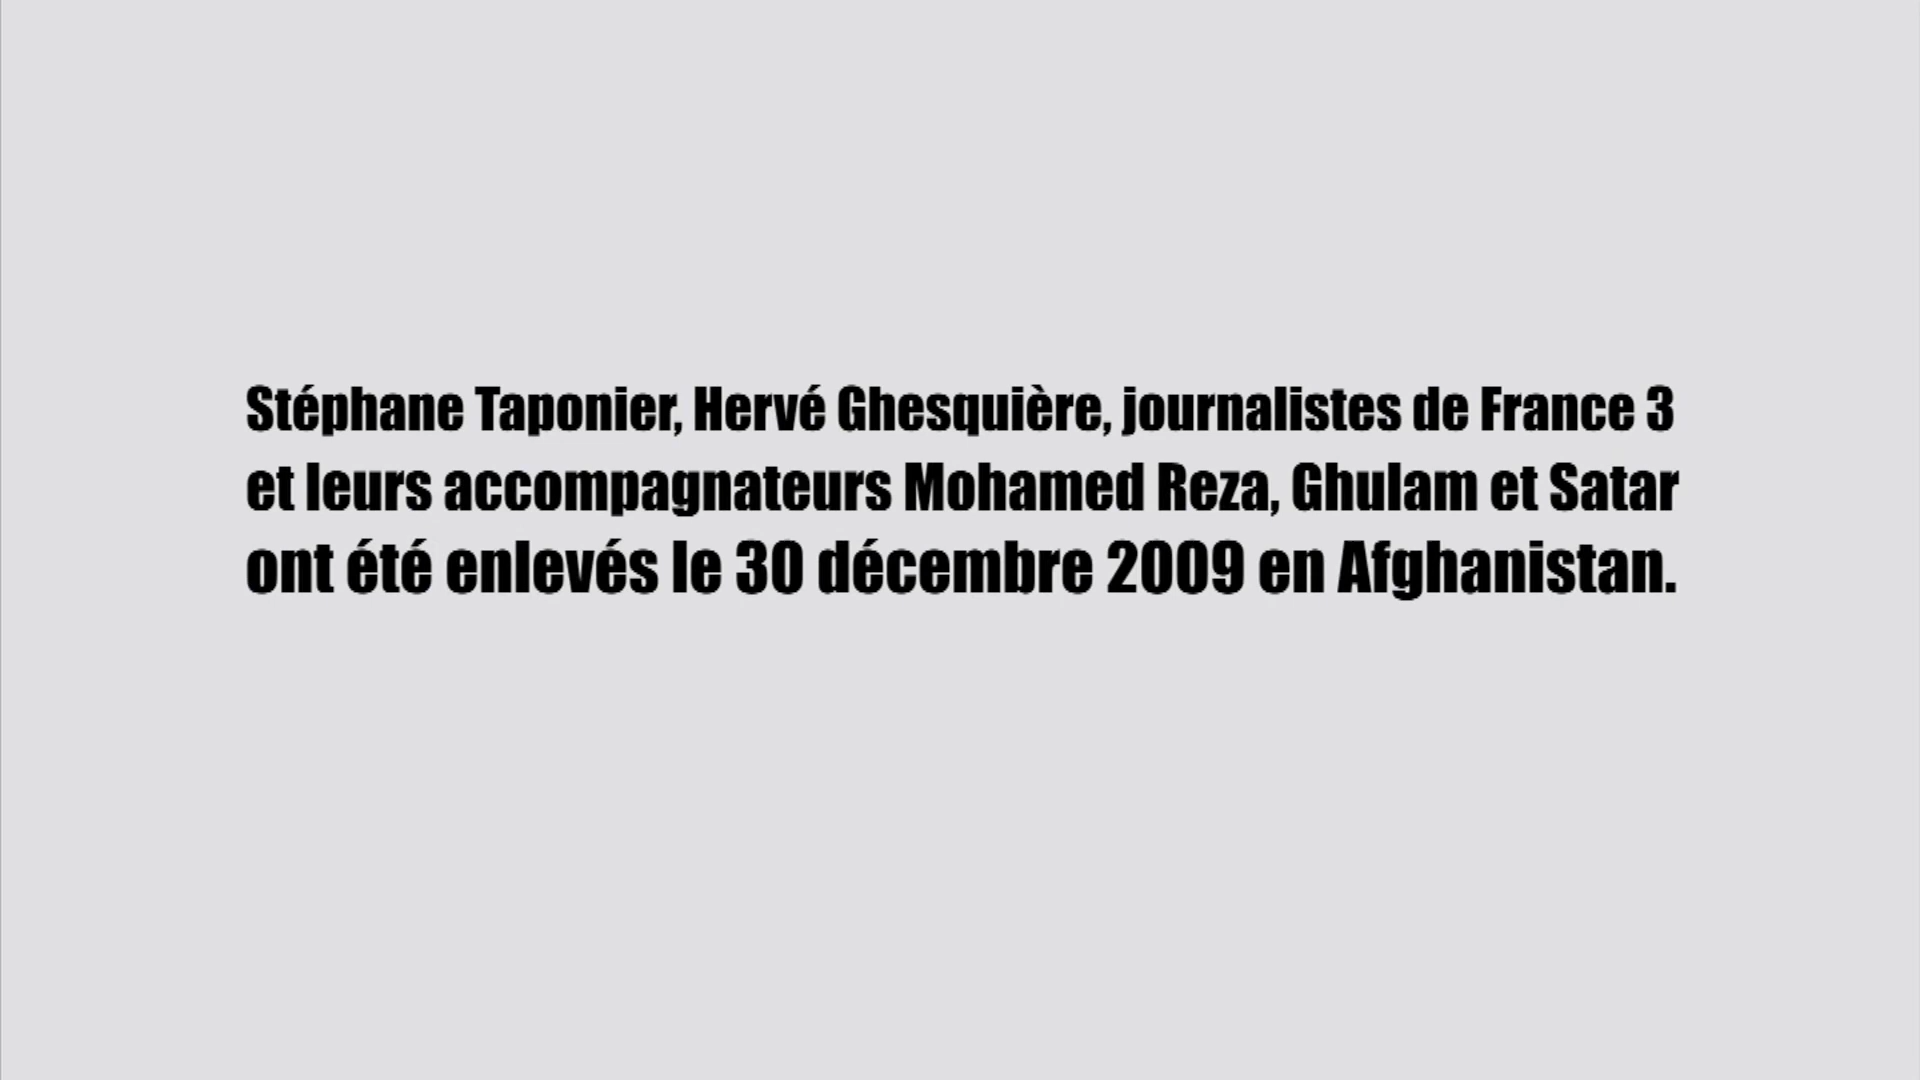 Stéphane Taponier, Hervé Ghesquière, journalistes de France 3
et leurs accompagnateurs Mohamed Reza, Ghulam et Satar
ont été enlevés le 30 décembre 2009 en Afghanistan.